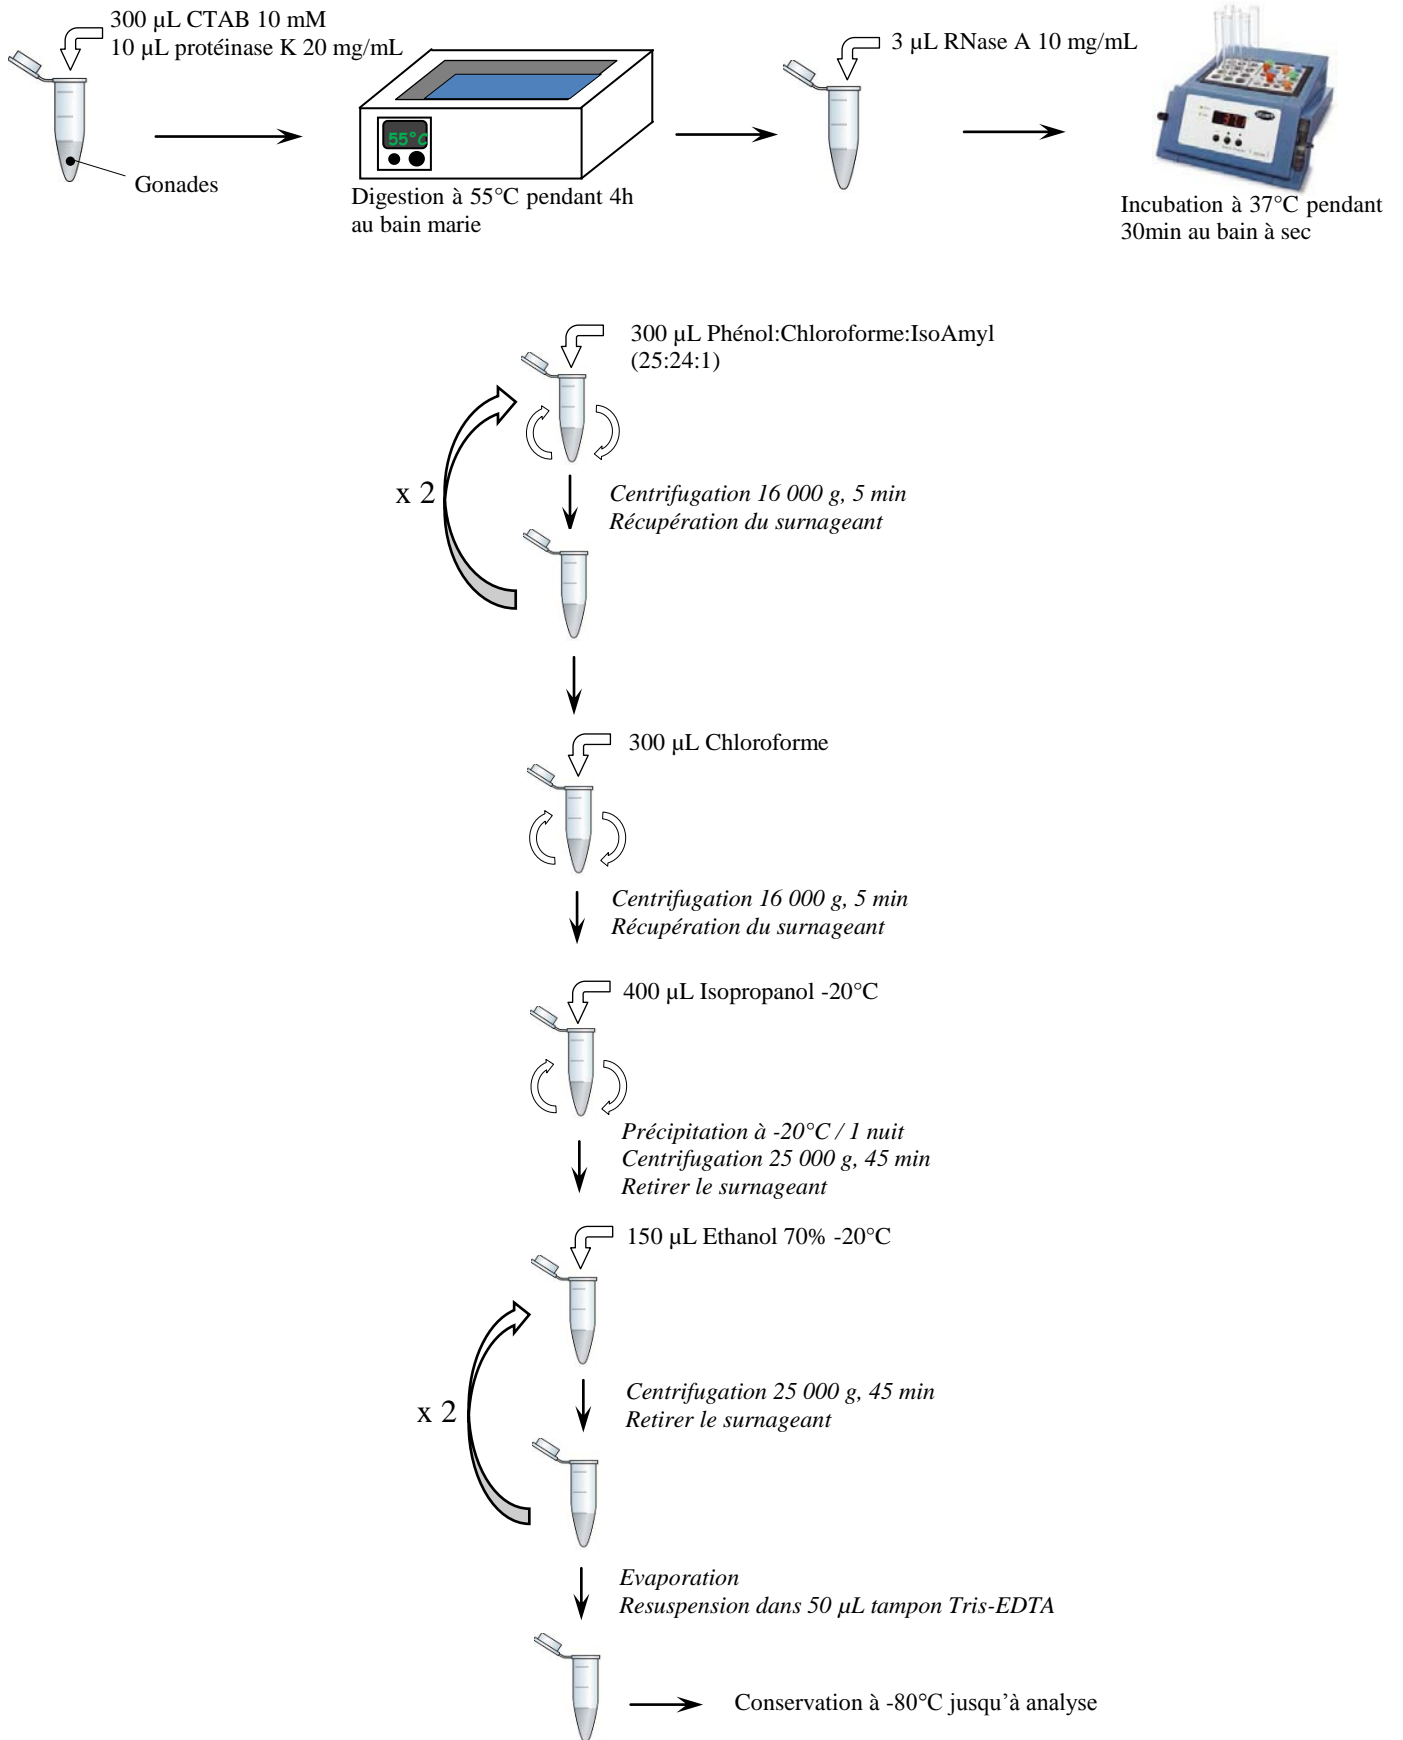 300 µL CTAB 10 mM
10 µL protéinase K 20 mg/mL
Gonades
55°C
Digestion à 55°C pendant 4h
au bain marie
3 µL RNase A 10 mg/mL
Incubation à 37°C pendant
30min au bain à sec
300 µL Phénol:Chloroforme:IsoAmyl
(25:24:1)
x 2
Centrifugation 16 000 g, 5 min
Récupération du surnageant
300 µL Chloroforme
Centrifugation 16 000 g, 5 min
Récupération du surnageant
400 µL Isopropanol -20°C
Précipitation à -20°C / 1 nuit
Centrifugation 25 000 g, 45 min
Retirer le surnageant
150 µL Ethanol 70% -20°C
x 2
Centrifugation 25 000 g, 45 min
Retirer le surnageant
Evaporation
Resuspension dans 50 µL tampon Tris-EDTA
Conservation à -80°C jusqu’à analyse